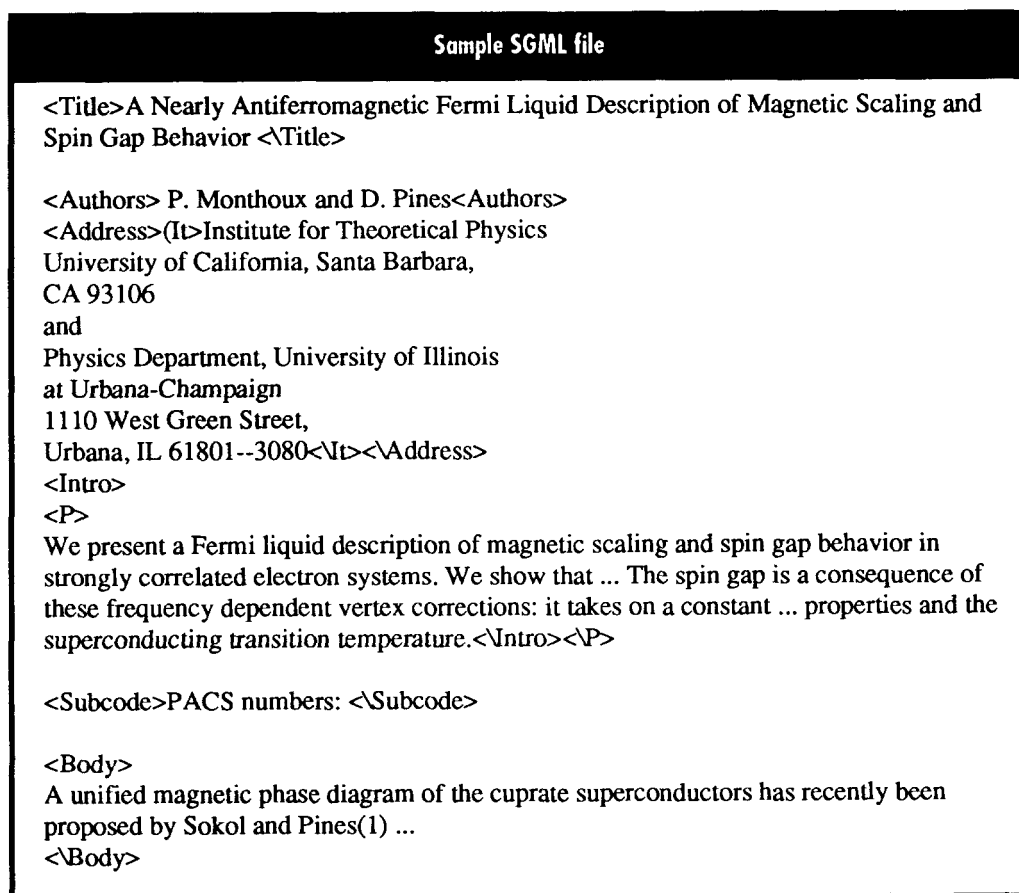 Sample SGML file
<Title>A Nearly Antiferromagnetic Fermi Liquid Description of Magnetic Scaling and
Spin Gap Behavior <\Title>
<Authors> P. Monthoux and D. Pines<Authors>
<Address>(It>Institute for Theoretical Physics
University of California, Santa Barbara,
CA 93106
and
Physics Department, University of Illinois
at Urbana-Champaign
1110 West Green Street,
Urbana, IL 61801--3080<\It><\Address>
<Intro>
<P>
We present a Fermi liquid description of magnetic scaling and spin gap behavior in
strongly correlated electron systems. We show that ... The spin gap is a consequence of
these frequency dependent vertex corrections: it takes on a constant ... properties and the
superconducting transition temperature.<\Intro><\P>
<Subcode>PACS numbers: <\Subcode>
<Body>
A unified magnetic phase diagram of the cuprate superconductors has recently been
proposed by Sokol and Pines(1) ...
<\Body>